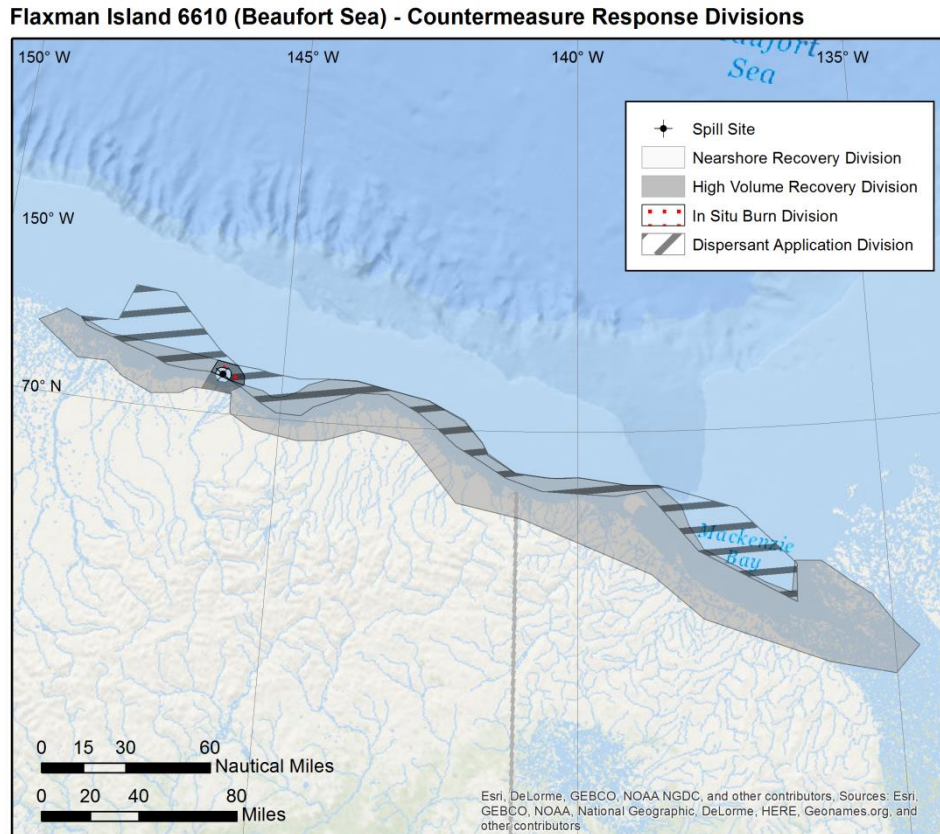 Flaxman Island 6610 (Beaufort Sea) - Countermeasure Response Divisions
150° W
145° W
140° W
135° W
Beaufort
Sea
Spill Site
Nearshore Recovery Division
High Volume Recovery Division
In Situ Burn Division
Dispersant Application Division
150° W
70° N
Mackenzie
Bay
0 15 30 60
Nautical Miles
0 20 40 80
Miles
Esri, DeLorme, GEBCO, NOAA NGDC, and other contributors, Sources: Esri,
GEBCO, NOAA, National Geographic, DeLorme, HERE, Geonames.org, and
other contributors